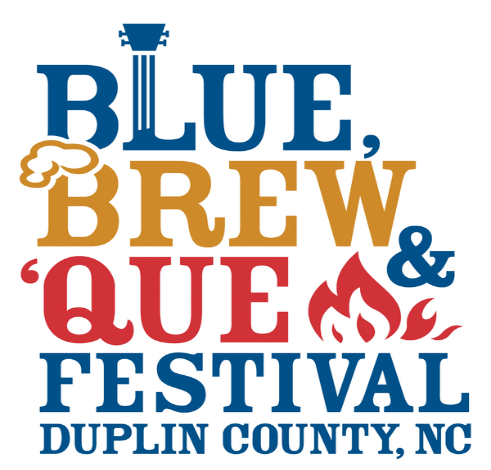 BLUE,
BREW
& 
‘QUE
FESTIVAL
DUPLIN COUNTY, NC